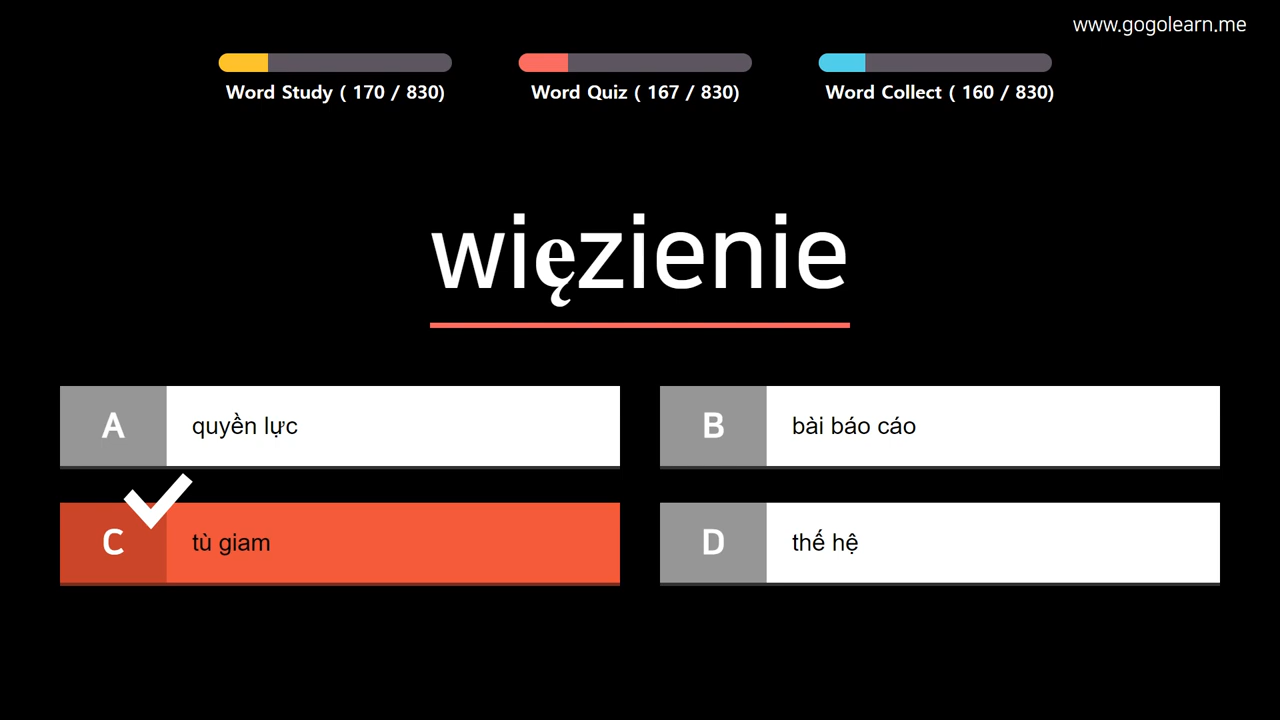 www.gogolearn.me
Word Study ( 170 / 830)
Word Quiz ( 167 / 830)
Word Collect ( 160 / 830)
więzienie
A quyền lực
B bài báo cáo
C tù giam
D thế hệ